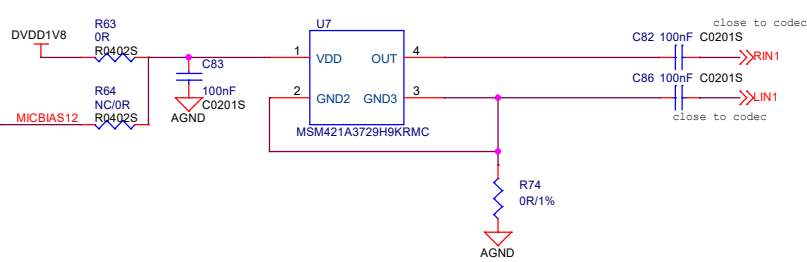 close to codec
R63
0R
R0402S
DVDD1V8
U7
C82 100nF C0201S
1
VDD
OUT
4
RIN1
C83
100nF
C0201S
AGND
R64
NC/0R
R0402S
MICBIAS12
2
GND2
GND3
3
C86 100nF C0201S
LIN1
close to codec
MSM421A3729H9KRMC
R74
0R/1%
AGND